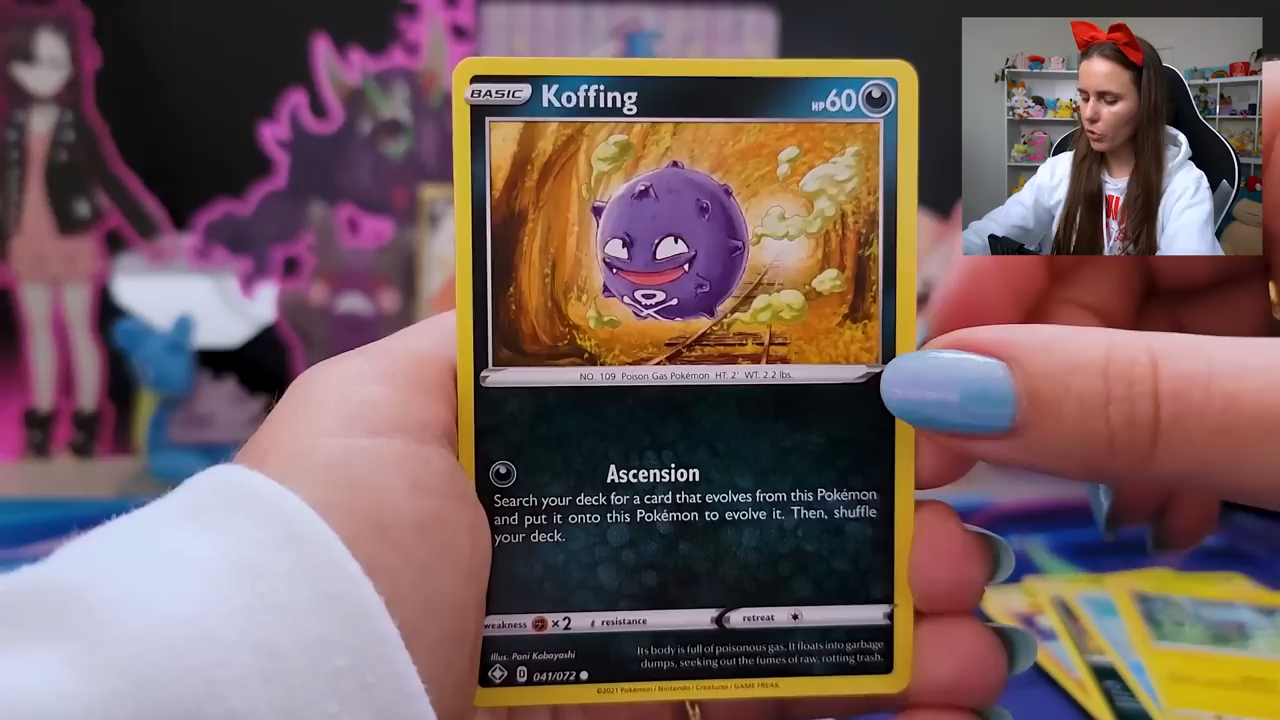 BASIC Koffing HP60
NO. 109 Poison Gas Pokémon HT: 2' WT: 2.2 lbs.
Ascension
Search your deck for a card that evolves from this Pokémon
and put it onto this Pokémon to evolve it. Then, shuffle
your deck.
weakness ×2 resistance retreat
Illus. Pani Kobayashi
Its body is full of poisonous gas. It floats into garbage
dumps, seeking out the fumes of raw, rotting trash.
D 041/072
©2021 Pokémon / Nintendo / Creatures / GAME FREAK